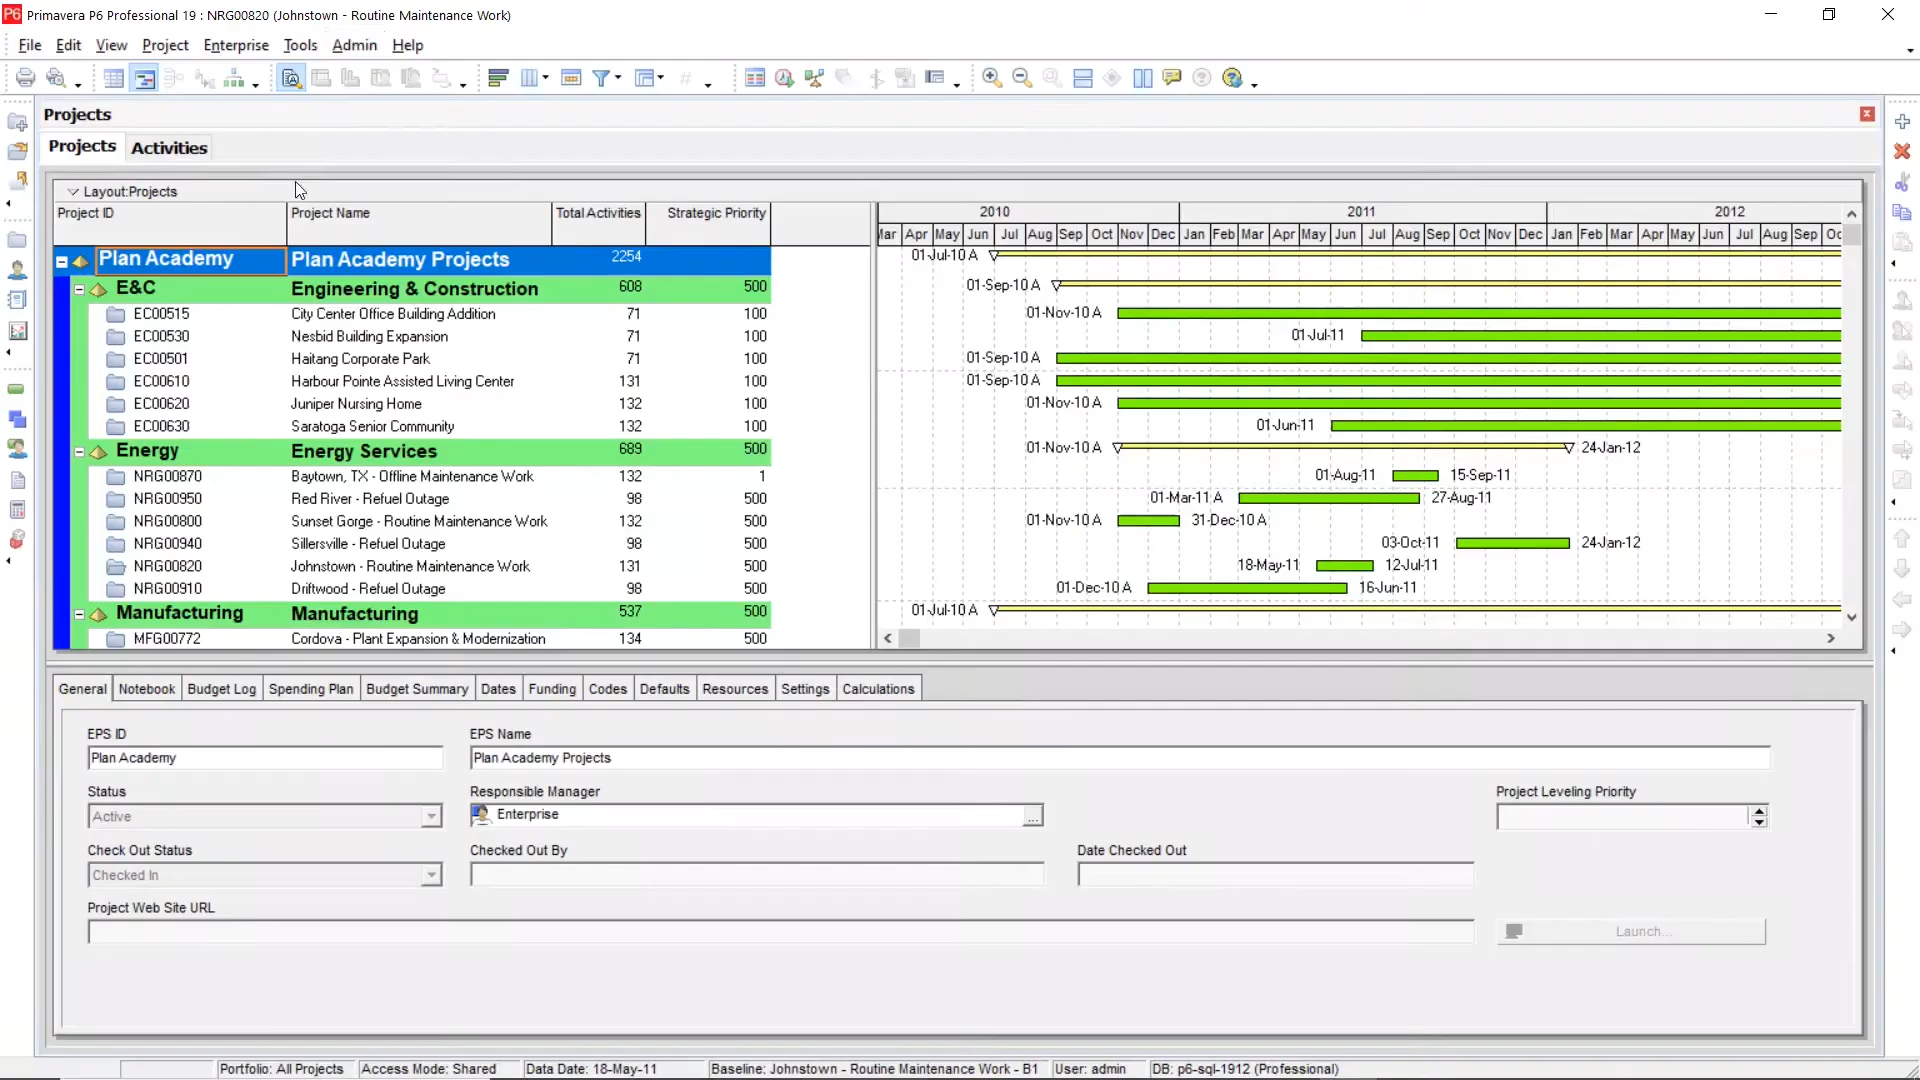 P6 Primavera P6 Professional 19 : NRG00820 (Johnstown - Routine Maintenance Work)
File Edit View Project Enterprise Tools Admin Help
Projects
Projects Activities
Layout:Projects
Project ID Project Name Total Activities Strategic Priority
2010 2011 2012
Mar Apr May Jun Jul Aug Sep Oct Nov Dec Jan Feb Mar Apr May Jun Jul Aug Sep Oct Nov Dec Jan Feb Mar Apr May Jun Jul Aug Sep Oc
Plan Academy Plan Academy Projects 2254 01-Jul-10 A
E&C Engineering & Construction 608 500 01-Sep-10 A
EC00515 City Center Office Building Addition 71 100 01-Nov-10 A
EC00530 Nesbid Building Expansion 71 100 01-Jul-11
EC00501 Haitang Corporate Park 71 100 01-Sep-10 A
EC00610 Harbour Pointe Assisted Living Center 131 100 01-Sep-10 A
EC00620 Juniper Nursing Home 132 100 01-Nov-10 A
EC00630 Saratoga Senior Community 132 100 01-Jun-11
Energy Energy Services 689 500 01-Nov-10 A 24-Jan-12
NRG00870 Baytown, TX - Offline Maintenance Work 132 1 01-Aug-11 15-Sep-11
NRG00950 Red River - Refuel Outage 98 500 01-Mar-11 A 27-Aug-11
NRG00800 Sunset Gorge - Routine Maintenance Work 132 500 01-Nov-10 A 31-Dec-10 A
NRG00940 Sillersville - Refuel Outage 98 500 03-Oct-11 24-Jan-12
NRG00820 Johnstown - Routine Maintenance Work 131 500 18-May-11 12-Jul-11
NRG00910 Driftwood - Refuel Outage 98 500 01-Dec-10 A 16-Jun-11
Manufacturing Manufacturing 537 500 01-Jul-10 A
MFG00772 Cordova - Plant Expansion & Modernization 134 500
General Notebook Budget Log Spending Plan Budget Summary Dates Funding Codes Defaults Resources Settings Calculations
EPS ID EPS Name
Plan Academy Plan Academy Projects
Status Responsible Manager Project Leveling Priority
Active Enterprise ...
Check Out Status Checked Out By Date Checked Out
Checked In
Project Web Site URL
Launch...
Portfolio: All Projects Access Mode: Shared Data Date: 18-May-11 Baseline: Johnstown - Routine Maintenance Work - B1 User: admin DB: p6-sql-1912 (Professional)